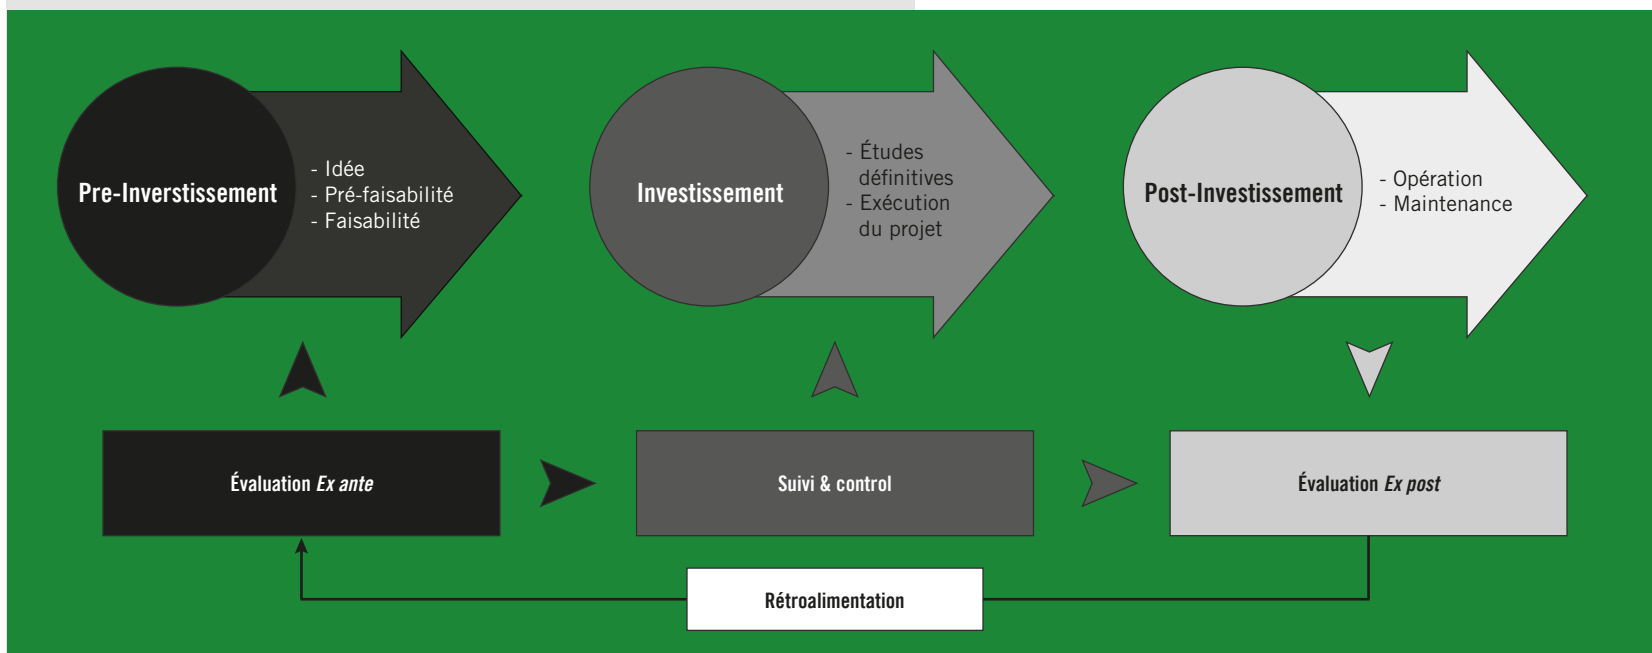 Pre-Inverstissement
- Idée
- Pré-faisabilité
- Faisabilité
Investissement
- Études
définitives
- Exécution
du projet
Post-Investissement
- Opération
- Maintenance
Évaluation Ex ante
Suivi & control
Évaluation Ex post
Rétroalimentation